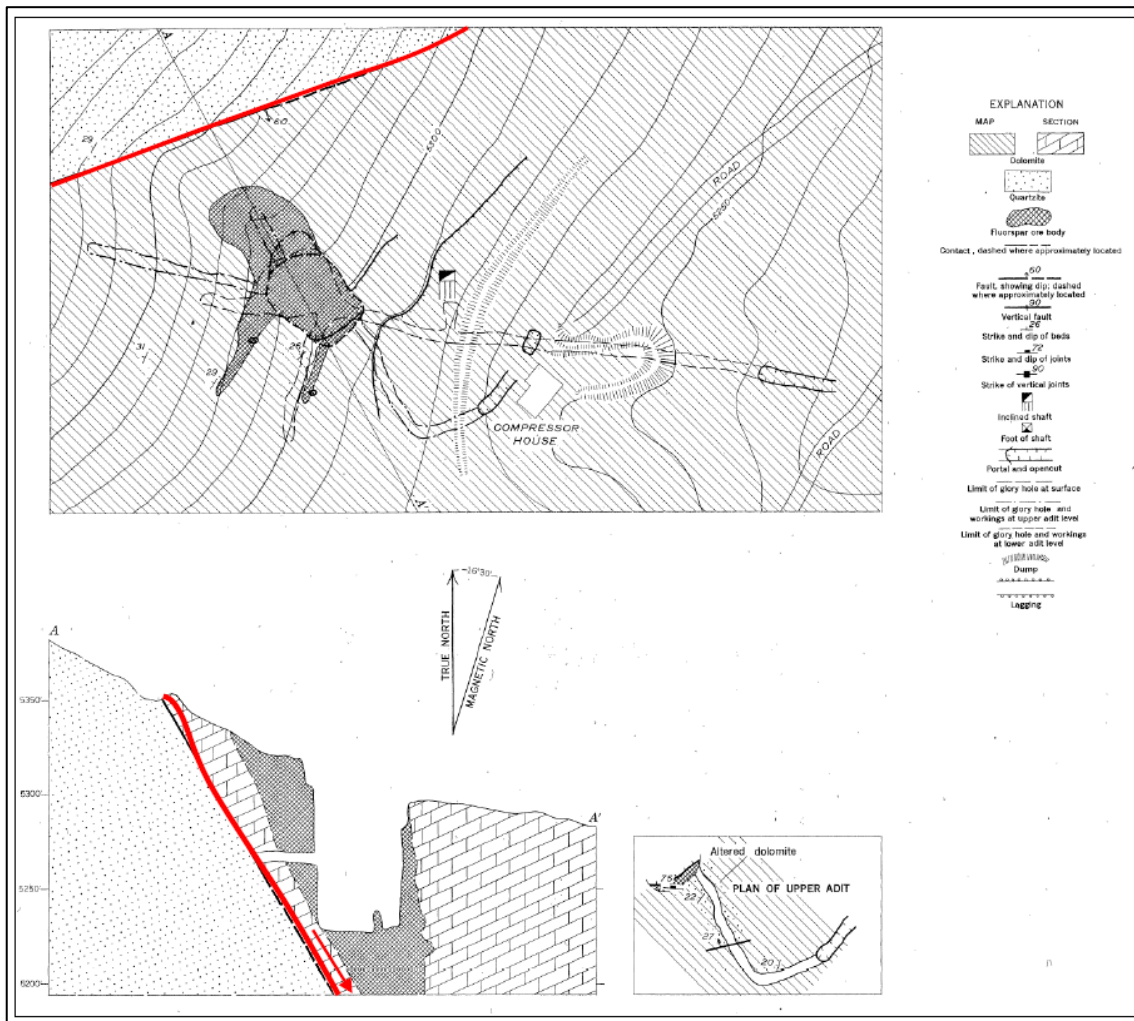 A
60
29
5300
ROAD
5250
31
29
25
COMPRESSOR
HOUSE
ROAD
A'
EXPLANATION
MAP
SECTION
Dolomite
Quartzite
Fluorspar ore body
Contact, dashed where approximately located
60
Fault, showing dip; dashed
where approximately located
90
Vertical fault
26
Strike and dip of beds
72
Strike and dip of joints
90
Strike of vertical joints
Inclined shaft
Foot of shaft
Portal and opencut
Limit of glory hole at surface
Limit of glory hole and
workings at upper adit level
Limit of glory hole and workings
at lower adit level
Dump
Lagging
16°30'
TRUE NORTH
MAGNETIC NORTH
A
5350'
5300'
5250'
5200'
A'
Altered dolomite
75
22
PLAN OF UPPER ADIT
27
20